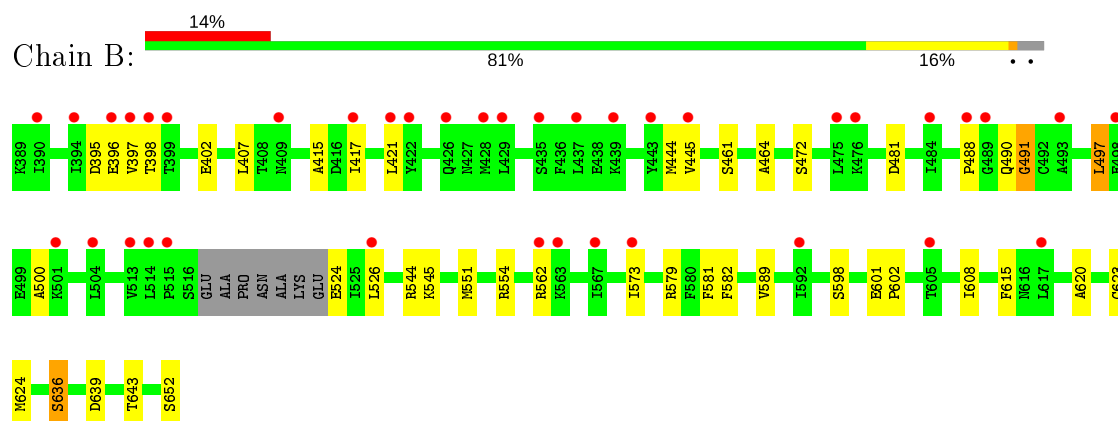 14%
Chain B:
81% 16% • •
K389 I390 I394 D395 E396 V397 T398 T399 E402 L407 T408 N409 A415 D416 I417 L421 Y422 Q426 N427 M428 L429 S435 F436 L437 E438 K439 Y443 M444 V445 S461 A464 S472 L475 K476 D481 I484 P488 G489 Q490 G491 C492 A493 L497 E498
E499 A500 K501 L504 V513 L514 P515 S516 GLU ALA PRO ASN ALA LYS GLU E524 I525 L526 R544 K545 M551 R554 R562 K563 I567 I573 R579 F580 F581 F582 V589 I592 S598 E601 P602 T605 I608 F615 N616 L617 A620
M624 S636 D639 T643 S652